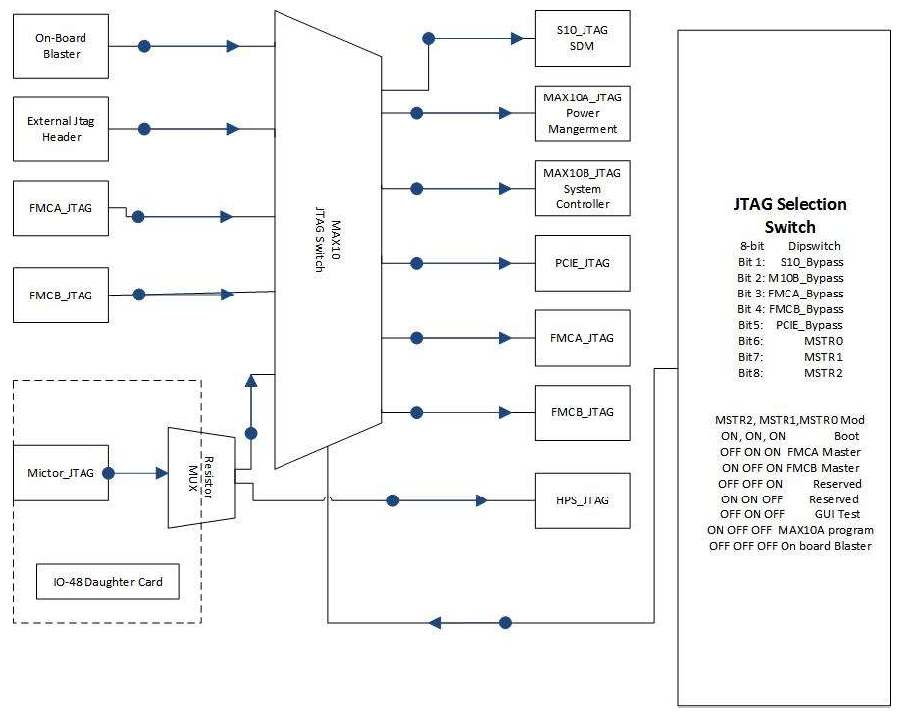 On-Board
Blaster
External Jtag
Header
FMCA_JTAG
FMCB_JTAG
Mictor_JTAG
Resistor
MUX
IO-48 Daughter Card
MAX10
JTAG Switch
S10_JTAG
SDM
MAX10A_JTAG
Power
Mangerment
MAX10B_JTAG
System
Controller
PCIE_JTAG
FMCA_JTAG
FMCB_JTAG
HPS_JTAG
JTAG Selection
Switch
8-bit Dipswitch
Bit 1: S10_Bypass
Bit 2: M10B_Bypass
Bit 3: FMCA_Bypass
Bit 4: FMCB_Bypass
Bit5: PCIE_Bypass
Bit6: MSTR0
Bit7: MSTR1
Bit8: MSTR2
MSTR2, MSTR1,MSTR0 Mod
ON, ON, ON Boot
OFF ON ON FMCA Master
ON OFF ON FMCB Master
OFF OFF ON Reserved
ON ON OFF Reserved
OFF ON OFF GUI Test
ON OFF OFF MAX10A program
OFF OFF OFF On board Blaster